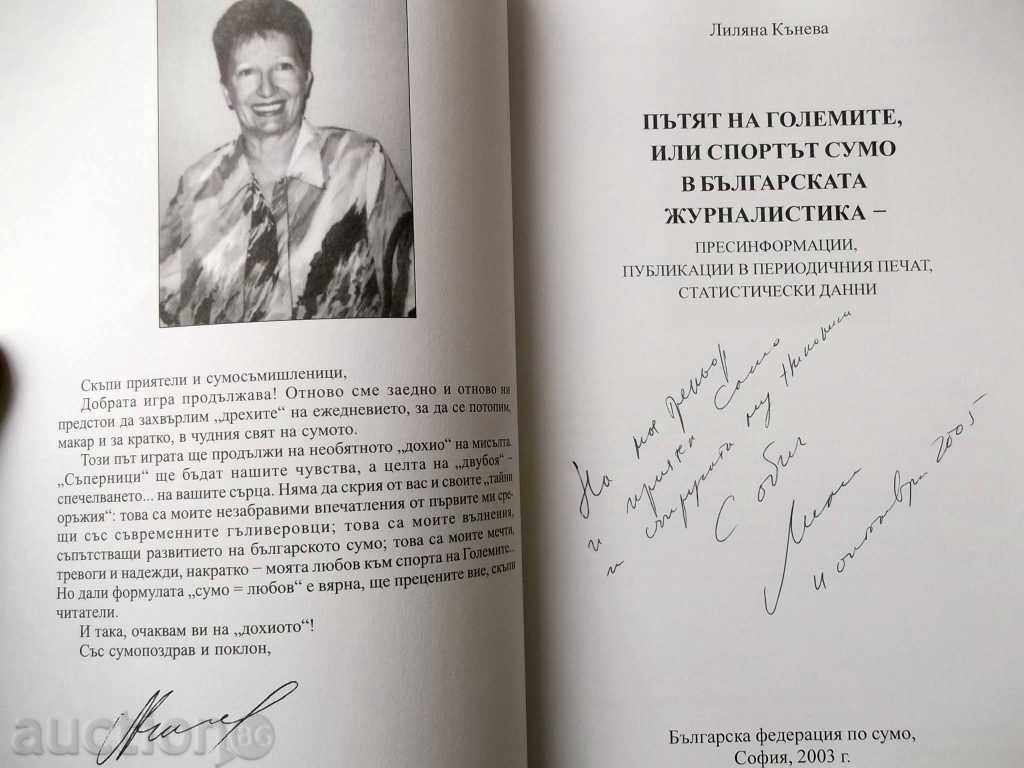 Скъпи приятели и сумосъмишленици,
Добрата игра продължава! Отново сме заедно и отново ни
предстои да захвърлим „дрехите“ на ежедневието, за да се потопим,
макар и за кратко, в чудния свят на сумото.
Този път играта ще продължи на необятното „дохио“ на мисълта.
„Съперници“ ще бъдат нашите чувства, а целта на „двубоя“ –
спечелването... на вашите сърца. Няма да скрия от вас и своите „тайни
оръжия“: това са моите незабравими впечатления от първите ми сре-
щи със съвременните гъливеровци; това са моите вълнения,
съпътстващи развитието на българското сумо; това са моите мечти,
тревоги и надежди, накратко – моята любов към спорта на Големите...
Но дали формулата „сумо = любов“ е вярна, ще прецените вие, скъпи
читатели.
И така, очаквам ви на „дохиото“!
Със сумопоздрав и поклон,
auction.BG
Лиляна Кънева
ПЪТЯТ НА ГОЛЕМИТЕ,
ИЛИ СПОРТЪТ СУМО
В БЪЛГАРСКАТА
ЖУРНАЛИСТИКА –
ПРЕСИНФОРМАЦИИ,
ПУБЛИКАЦИИ В ПЕРИОДИЧНИЯ ПЕЧАТ,
СТАТИСТИЧЕСКИ ДАННИ
На
и
и съпругата му
С обич
2005
Българска федерация по сумо,
София, 2003 г.